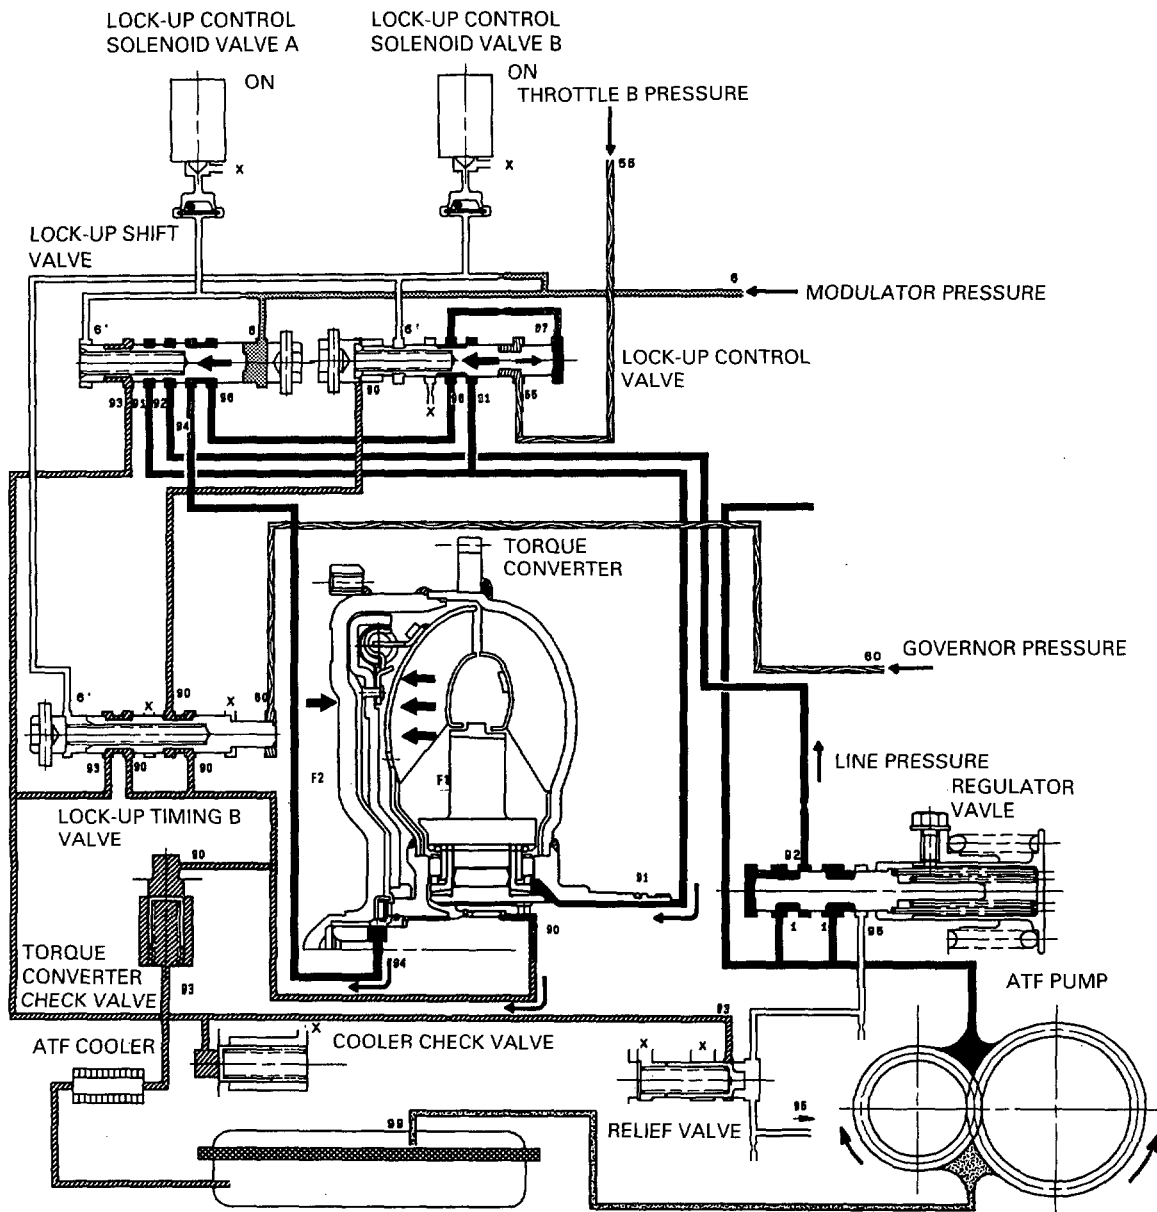 LOCK-UP CONTROL
SOLENOID VALVE A
LOCK-UP CONTROL
SOLENOID VALVE B
ON
ON
THROTTLE B PRESSURE
X
X
55
LOCK-UP SHIFT
VALVE
6
MODULATOR PRESSURE
6'
6
6'
97
LOCK-UP CONTROL
VALVE
93
91
92
94
96
90
X
96
91
55
TORQUE
CONVERTER
60
GOVERNOR PRESSURE
6'
X
90
X
60
93
90
90
F2
F1
LINE PRESSURE
REGULATOR
VAVLE
LOCK-UP TIMING B
VALVE
90
92
91
90
1
1
95
TORQUE
CONVERTER
CHECK VALVE
93
94
ATF PUMP
ATF COOLER
X
COOLER CHECK VALVE
93
X
X
RELIEF VALVE
95
99